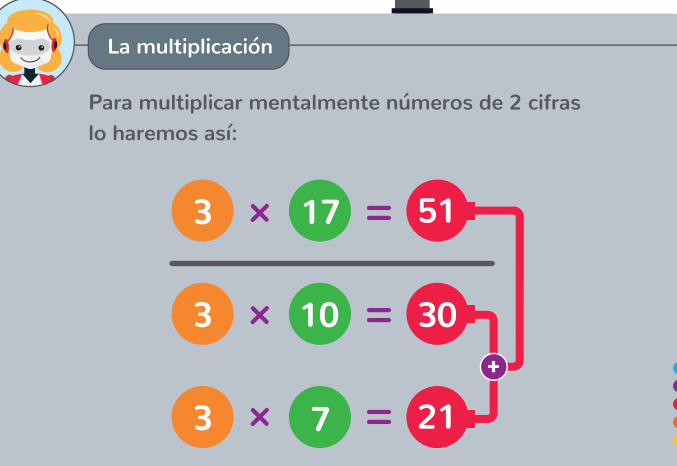 La multiplicación
Para multiplicar mentalmente números de 2 cifras
lo haremos así:
3 × 17 = 51
3 × 10 = 30
+
3 × 7 = 21